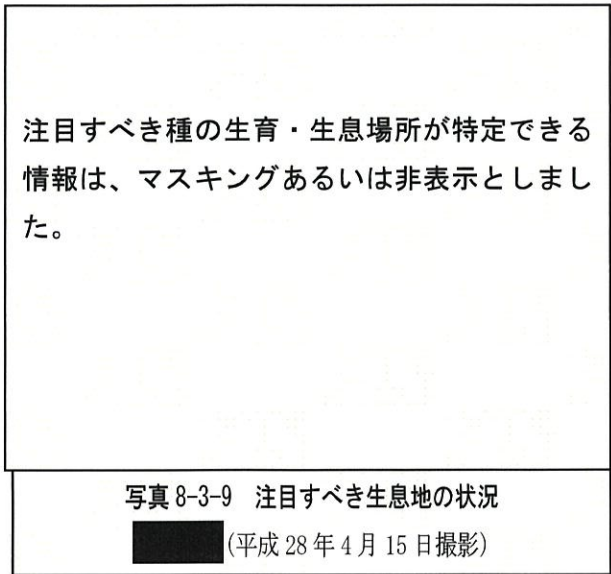 注目すべき種の生育・生息場所が特定できる
情報は、マスキングあるいは非表示としまし
た。
写真 8-3-9 注目すべき生息地の状況
(平成 28 年 4 月 15 日撮影)